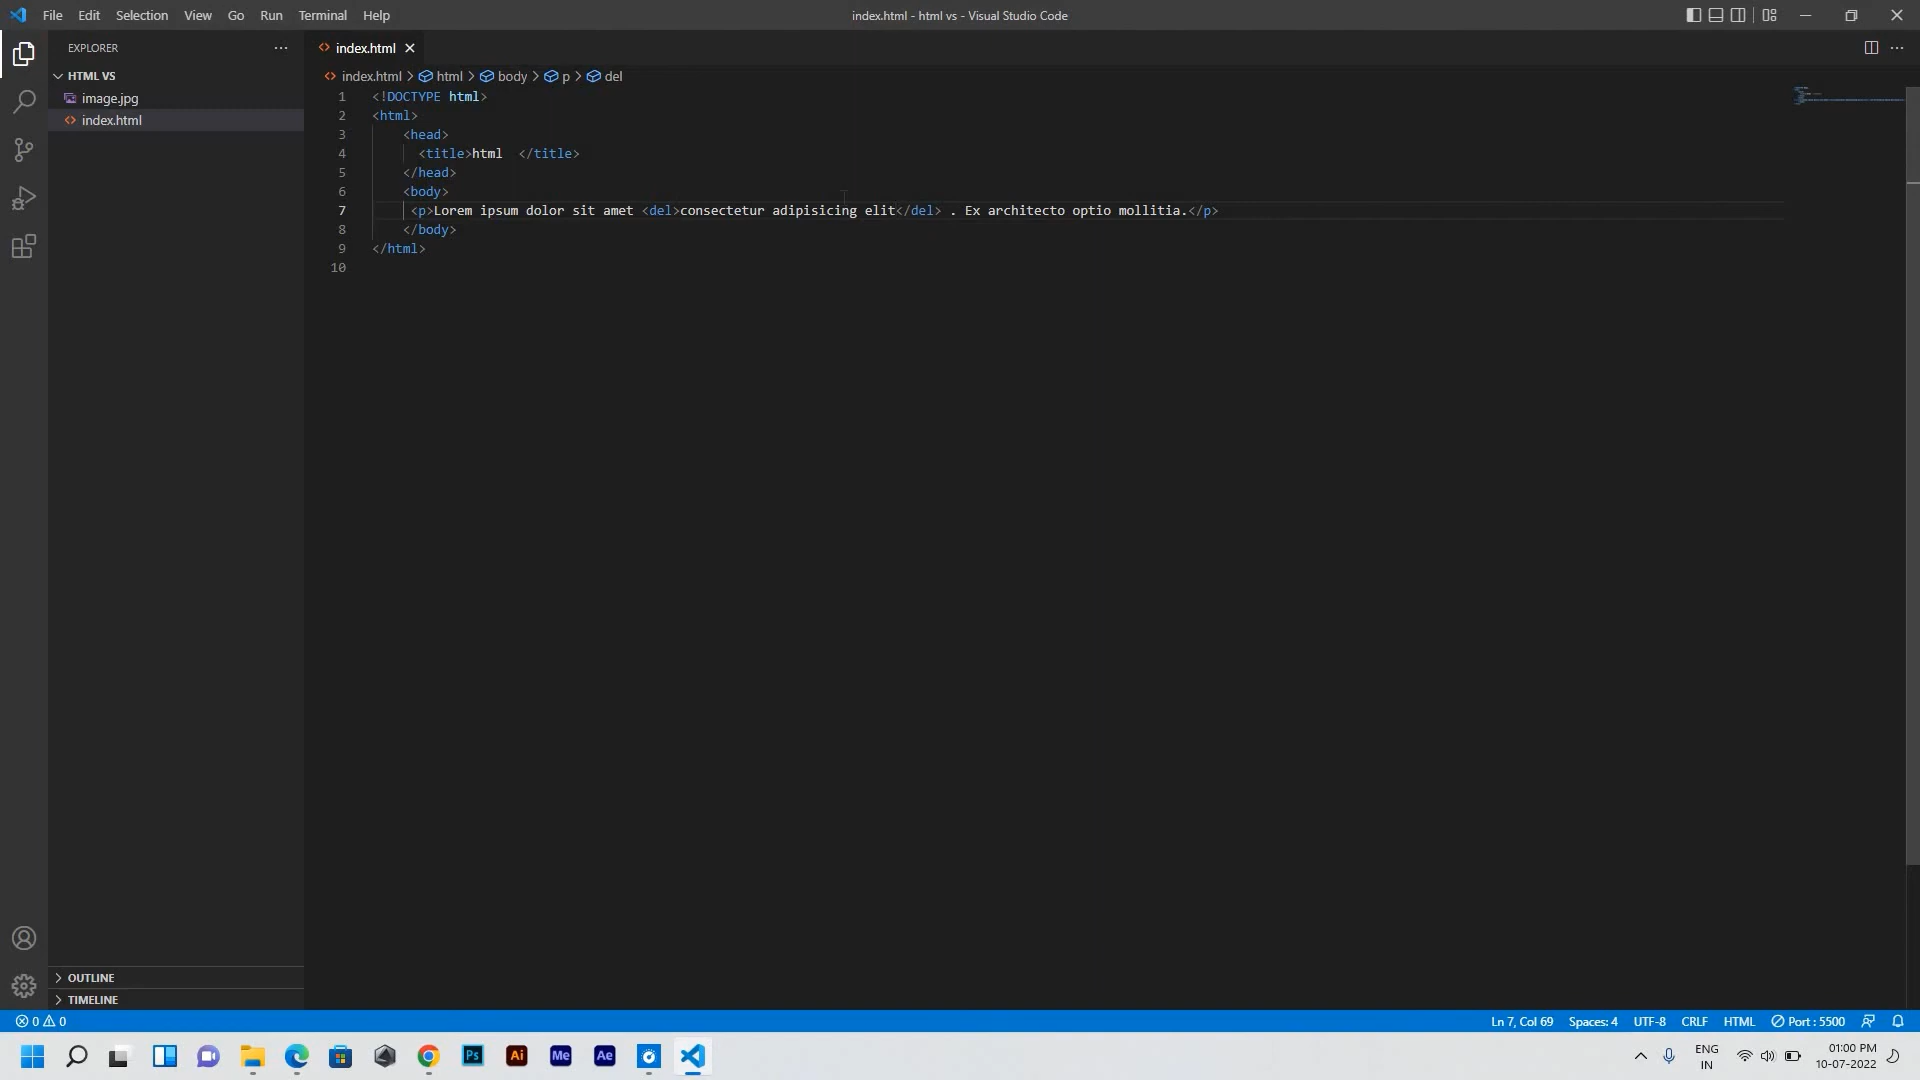 File Edit Selection View Go Run Terminal Help
index.html - html vs - Visual Studio Code
EXPLORER
HTML VS
image.jpg
index.html
index.html
index.html > html > body > p > del
1 <!DOCTYPE html>
2 <html>
3 <head>
4 <title>html  </title>
5 </head>
6 <body>
7 <p>Lorem ipsum dolor sit amet <del>consectetur adipisicing elit</del> . Ex architecto optio mollitia.</p>
8 </body>
9 </html>
10
OUTLINE
TIMELINE
0 0
Ln 7, Col 69 Spaces: 4 UTF-8 CRLF HTML Port : 5500
Ps Ai Me Ae
ENG
IN
01:00 PM
10-07-2022